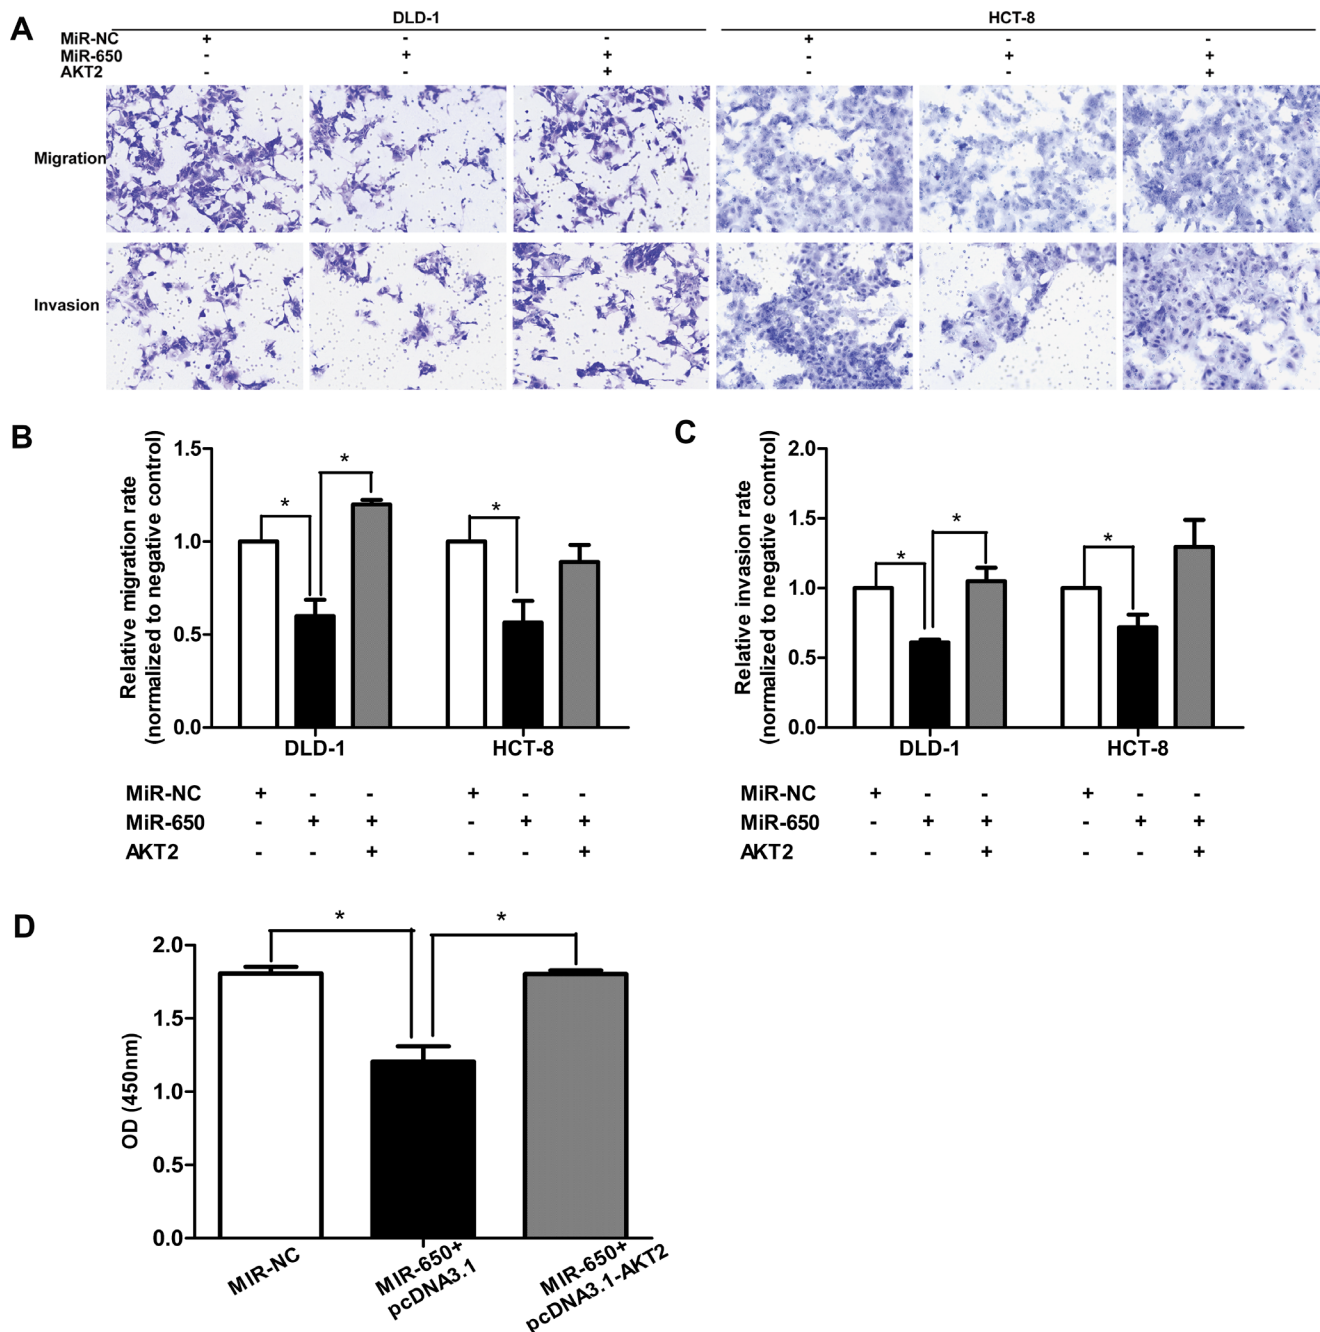 A
DLD-1 HCT-8
MiR-NC + - - + - -
MiR-650 - + + - + +
AKT2 - - + - - +
Migration
Invasion
B
Relative migration rate
(normalized to negative control)
1.5
1.0
0.5
0.0
* * *
DLD-1 HCT-8
MiR-NC + - - + - -
MiR-650 - + + - + +
AKT2 - - + - - +
C
Relative invasion rate
(normalized to negative control)
2.0
1.5
1.0
0.5
0.0
* * *
DLD-1 HCT-8
MiR-NC + - - + - -
MiR-650 - + + - + +
AKT2 - - + - - +
D
OD (450nm)
2.0
1.5
1.0
0.5
0.0
* *
MIR-NC
MIR-650+
pcDNA3.1
MIR-650+
pcDNA3.1-AKT2